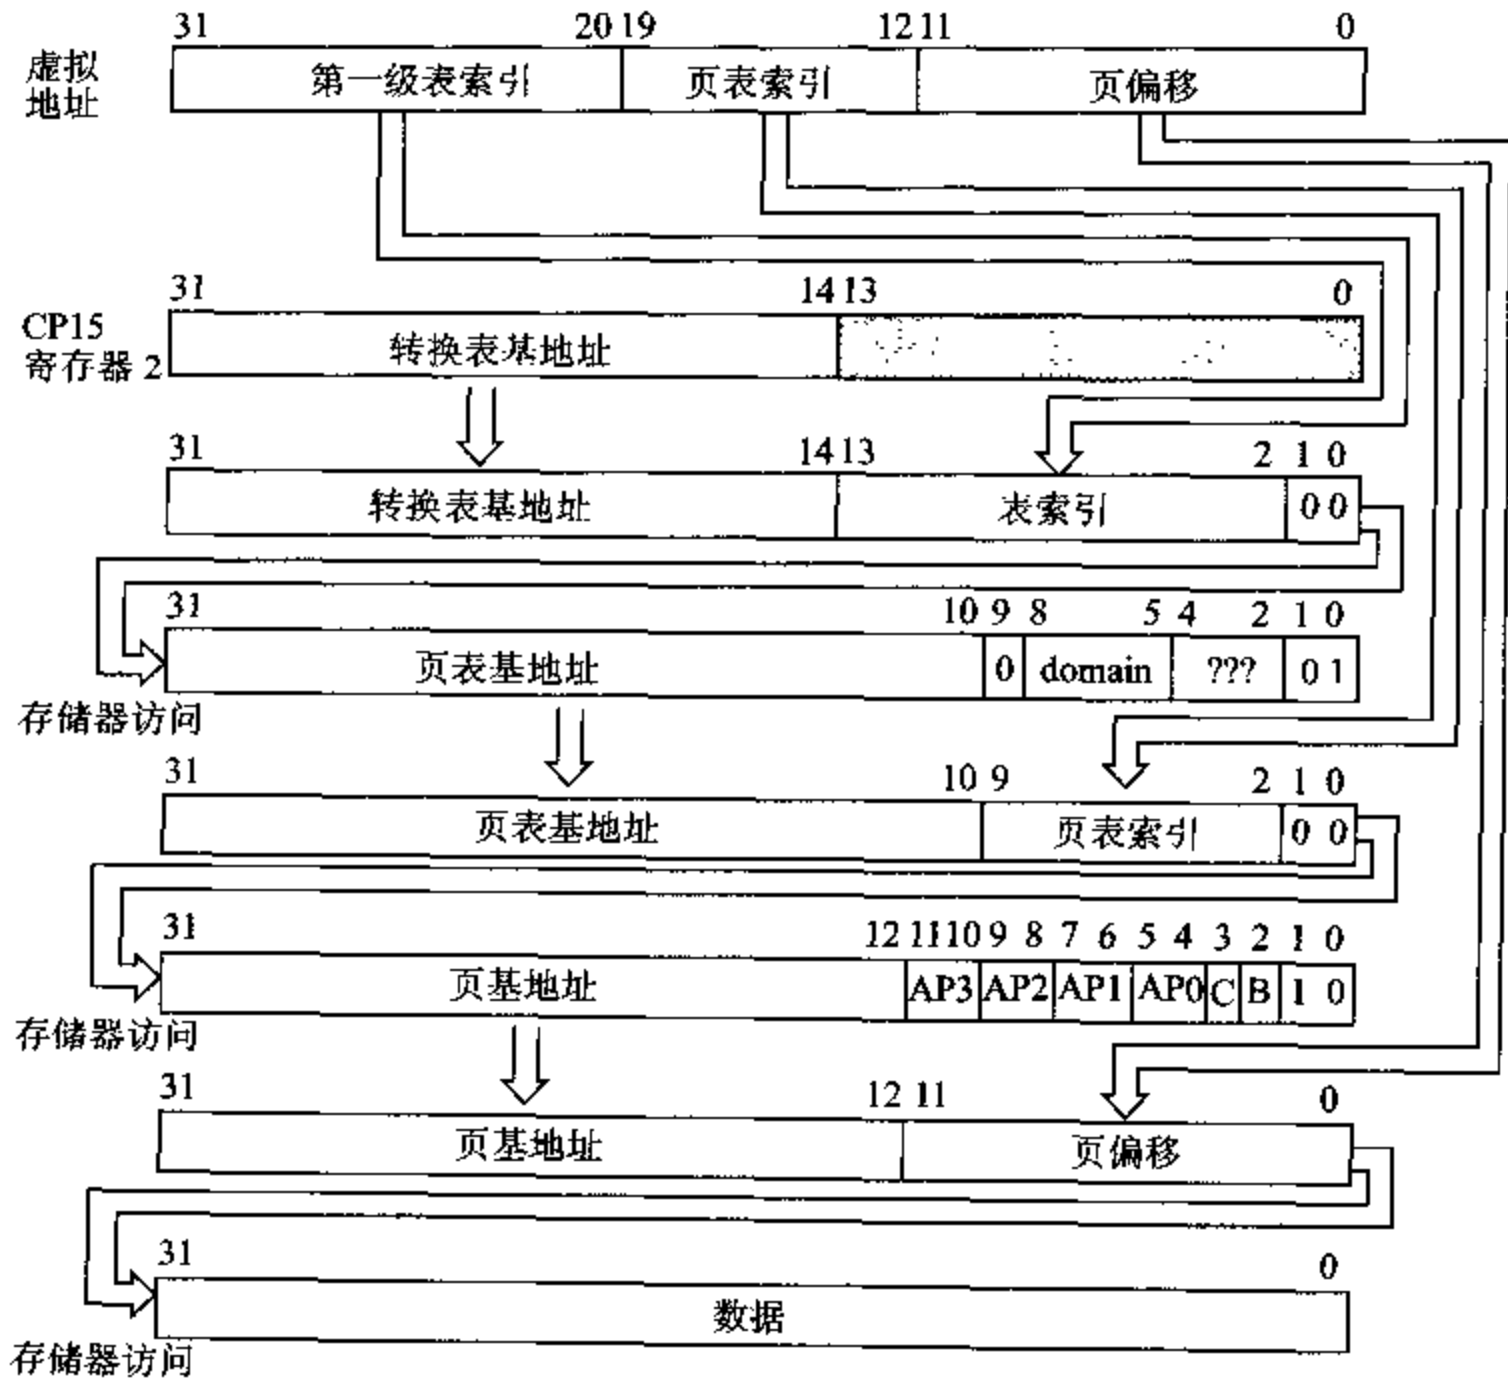 31 20 19 12 11 0
虚拟
地址
第一级表索引 页表索引 页偏移
31 14 13 0
CP15
寄存器 2
转换表基地址
31 14 13 2 1 0
转换表基地址 表索引 0 0
31 10 9 8 5 4 2 1 0
页表基地址 0 domain ??? 0 1
存储器访问
31 10 9 2 1 0
页表基地址 页表索引 0 0
31 12 11 10 9 8 7 6 5 4 3 2 1 0
页基地址 AP3 AP2 AP1 AP0 C B 1 0
存储器访问
31 12 11 0
页基地址 页偏移
31 0
数据
存储器访问